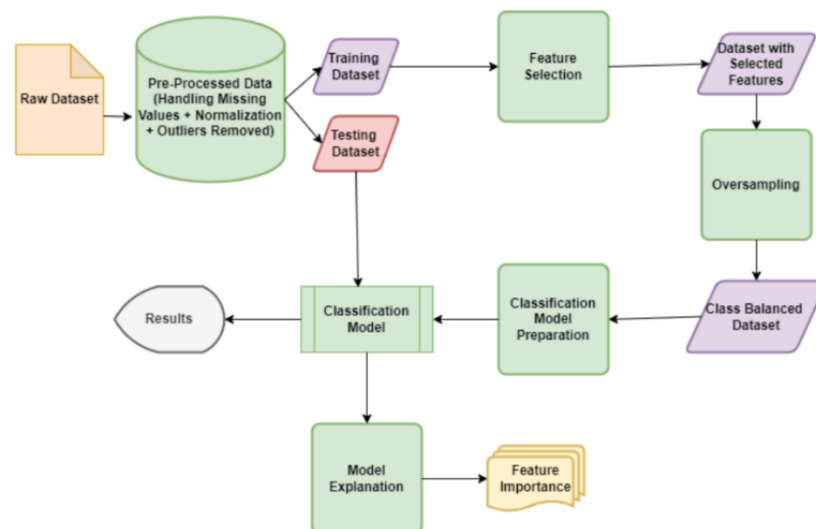 Raw Dataset
Pre-Processed Data
(Handling Missing
Values + Normalization
+ Outliers Removed)
Training
Dataset
Testing
Dataset
Feature
Selection
Dataset with
Selected
Features
Oversampling
Class Balanced
Dataset
Classification
Model
Preparation
Classification
Model
Results
Model
Explanation
Feature
Importance